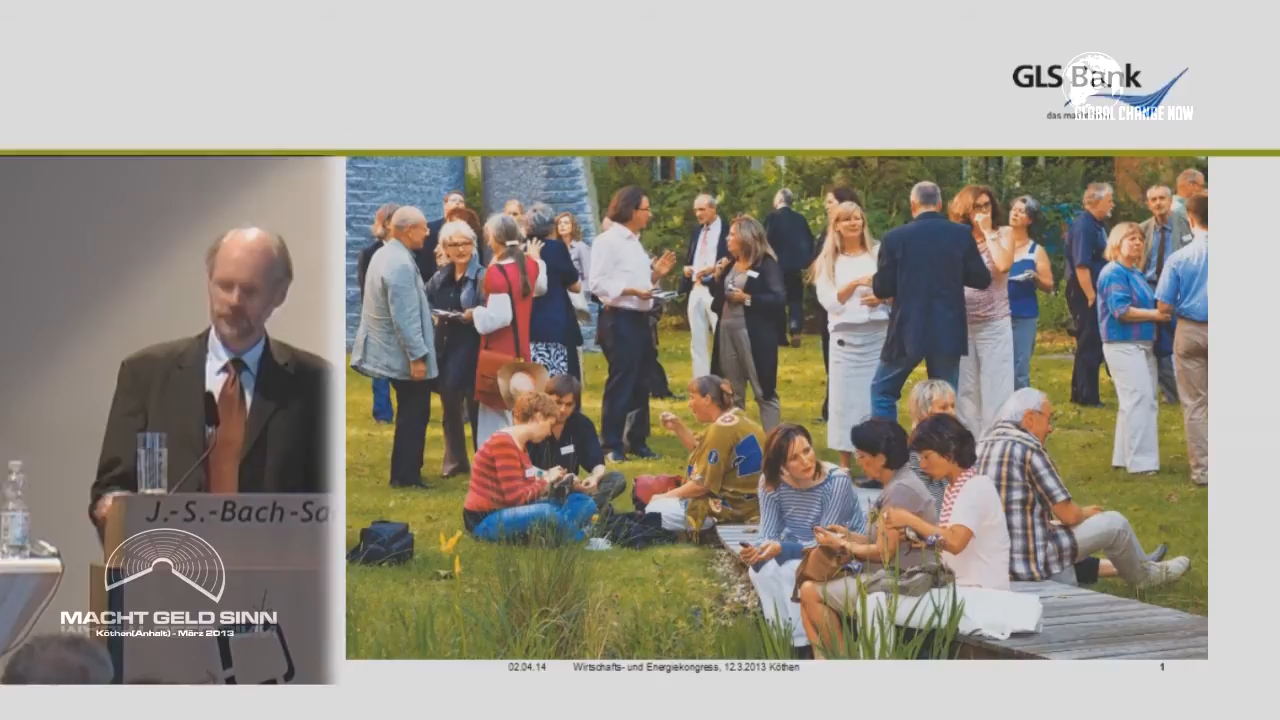 GLS Bank
GLOBAL CHANGE NOW
J.-S.-Bach-Sa
MACHT GELD SINN
Köthen(Anhalt) - März 2013
02.04.14 Wirtschafts- und Energiekongress, 12.3.2013 Köthen 1